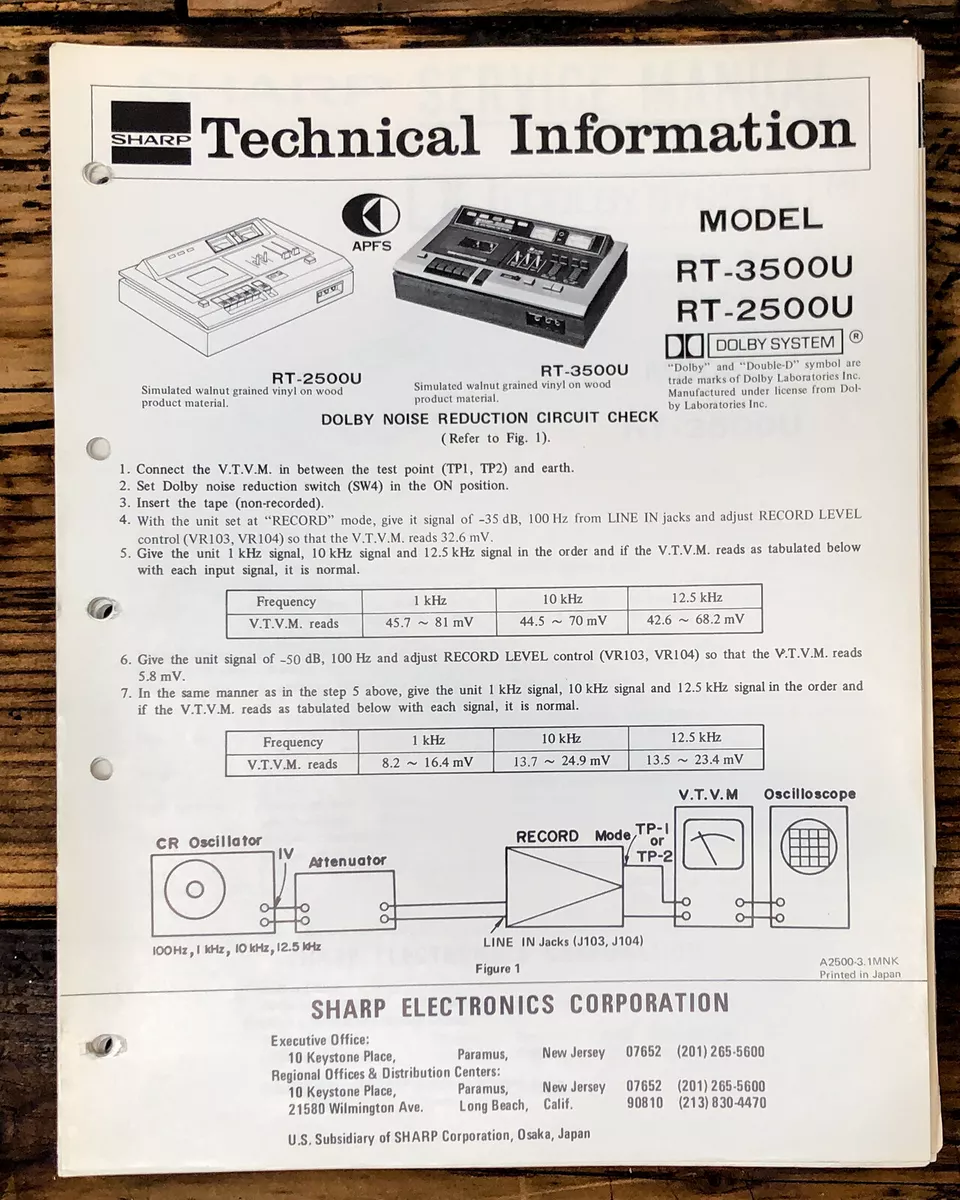 SHARP Technical Information
APFS
MODEL
RT-3500U
RT-2500U
DOLBY SYSTEM ®
"Dolby" and "Double-D" symbol are
trade marks of Dolby Laboratories Inc.
Manufactured under license from Dol-
by Laboratories Inc.
RT-2500U
Simulated walnut grained vinyl on wood
product material.
RT-3500U
Simulated walnut grained vinyl on wood
product material.
DOLBY NOISE REDUCTION CIRCUIT CHECK
(Refer to Fig. 1).
1. Connect the V.T.V.M. in between the test point (TP1, TP2) and earth.
2. Set Dolby noise reduction switch (SW4) in the ON position.
3. Insert the tape (non-recorded).
4. With the unit set at "RECORD" mode, give it signal of -35 dB, 100 Hz from LINE IN jacks and adjust RECORD LEVEL
control (VR103, VR104) so that the V.T.V.M. reads 32.6 mV.
5. Give the unit 1 kHz signal, 10 kHz signal and 12.5 kHz signal in the order and if the V.T.V.M. reads as tabulated below
with each input signal, it is normal.
Frequency 1 kHz 10 kHz 12.5 kHz
V.T.V.M. reads 45.7 ~ 81 mV 44.5 ~ 70 mV 42.6 ~ 68.2 mV
6. Give the unit signal of -50 dB, 100 Hz and adjust RECORD LEVEL control (VR103, VR104) so that the V.T.V.M. reads
5.8 mV.
7. In the same manner as in the step 5 above, give the unit 1 kHz signal, 10 kHz signal and 12.5 kHz signal in the order and
if the V.T.V.M. reads as tabulated below with each signal, it is normal.
Frequency 1 kHz 10 kHz 12.5 kHz
V.T.V.M. reads 8.2 ~ 16.4 mV 13.7 ~ 24.9 mV 13.5 ~ 23.4 mV
V.T.V.M Oscilloscope
CR Oscillator
1V
Attenuator
RECORD Mode
TP-1
or
TP-2
100Hz, 1 kHz, 10 kHz, 12.5 kHz
LINE IN Jacks (J103, J104)
Figure 1
A2500-3.1MNK
Printed in Japan
SHARP ELECTRONICS CORPORATION
Executive Office:
10 Keystone Place, Paramus, New Jersey 07652 (201) 265-5600
Regional Offices & Distribution Centers:
10 Keystone Place, Paramus, New Jersey 07652 (201) 265-5600
21580 Wilmington Ave. Long Beach, Calif. 90810 (213) 830-4470
U.S. Subsidiary of SHARP Corporation, Osaka, Japan